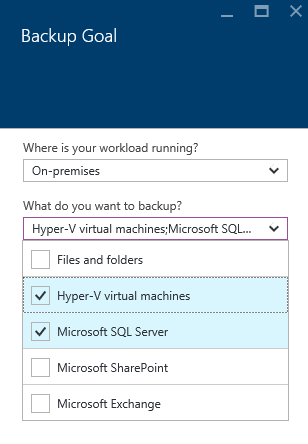 Backup Goal
Where is your workload running?
On-premises
What do you want to backup?
Hyper-V virtual machines;Microsoft SQL...
Files and folders
Hyper-V virtual machines
Microsoft SQL Server
Microsoft SharePoint
Microsoft Exchange